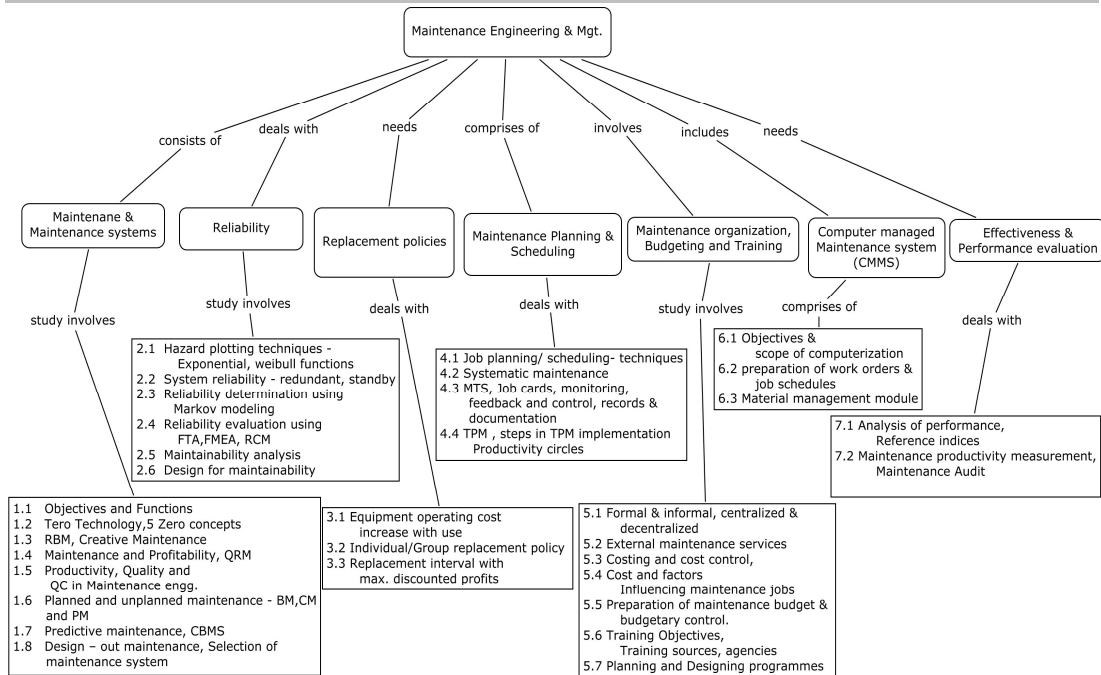 Maintenance Engineering & Mgt.
consists of
deals with
needs
comprises of
involves
includes
needs
Maintenane &
Maintenance systems
Reliability
Replacement policies
Maintenance Planning &
Scheduling
Maintenance organization,
Budgeting and Training
Computer managed
Maintenance system
(CMMS)
Effectiveness &
Performance evaluation
study involves
study involves
deals with
deals with
study involves
comprises of
deals with
1.1 Objectives and Functions
1.2 Tero Technology,5 Zero concepts
1.3 RBM, Creative Maintenance
1.4 Maintenance and Profitability, QRM
1.5 Productivity, Quality and
QC in Maintenance engg.
1.6 Planned and unplanned maintenance - BM,CM
and PM
1.7 Predictive maintenance, CBMS
1.8 Design – out maintenance, Selection of
maintenance system
2.1 Hazard plotting techniques -
Exponential, weibull functions
2.2 System reliability - redundant, standby
2.3 Reliability determination using
Markov modeling
2.4 Reliability evaluation using
FTA,FMEA, RCM
2.5 Maintainability analysis
2.6 Design for maintainability
3.1 Equipment operating cost
increase with use
3.2 Individual/Group replacement policy
3.3 Replacement interval with
max. discounted profits
4.1 Job planning/ scheduling- techniques
4.2 Systematic maintenance
4.3 MTS, Job cards, monitoring,
feedback and control, records &
documentation
4.4 TPM , steps in TPM implementation
Productivity circles
5.1 Formal & informal, centralized &
decentralized
5.2 External maintenance services
5.3 Costing and cost control,
5.4 Cost and factors
Influencing maintenance jobs
5.5 Preparation of maintenance budget &
budgetary control.
5.6 Training Objectives,
Training sources, agencies
5.7 Planning and Designing programmes
6.1 Objectives &
scope of computerization
6.2 preparation of work orders &
job schedules
6.3 Material management module
7.1 Analysis of performance,
Reference indices
7.2 Maintenance productivity measurement,
Maintenance Audit